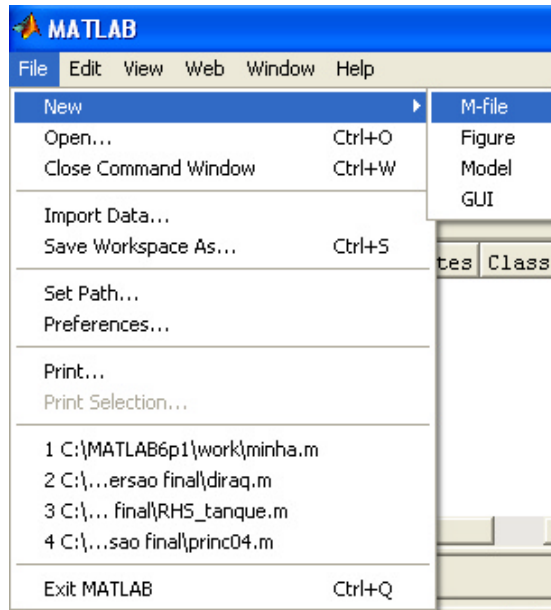 MATLAB
File Edit View Web Window Help
New
Open... Ctrl+O
Close Command Window Ctrl+W
Import Data...
Save Workspace As... Ctrl+S
Set Path...
Preferences...
Print...
Print Selection...
1 C:\MATLAB6p1\work\minha.m
2 C:\...ersao final\diraq.m
3 C:\... final\RHS_tanque.m
4 C:\...sao final\princ04.m
Exit MATLAB Ctrl+Q
M-file
Figure
Model
GUI
tes Class